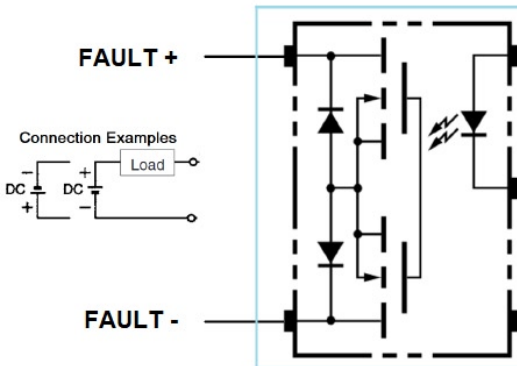 FAULT +
Connection Examples
− + Load
DC DC
+ −
FAULT -